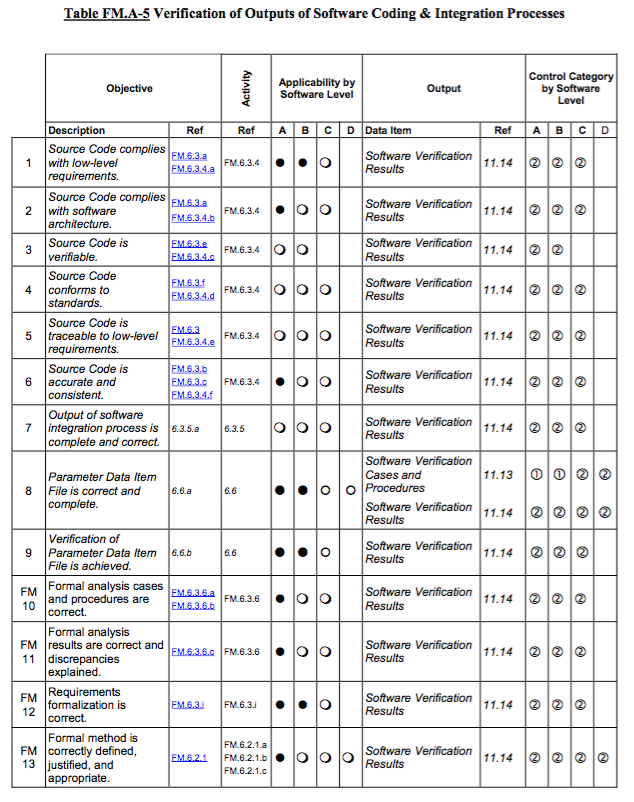 Table FM.A-5 Verification of Outputs of Software Coding & Integration Processes
Objective
Activity
Applicability by
Software Level
Output
Control Category
by Software
Level
Description Ref Ref A B C D Data Item Ref A B C D
1
Source Code complies
with low-level
requirements.
FM.6.3.a
FM.6.3.4.a
FM.6.3.4
● ● ○
Software Verification
Results
11.14
② ② ②
2
Source Code complies
with software
architecture.
FM.6.3.a
FM.6.3.4.b
FM.6.3.4
● ○ ○
Software Verification
Results
11.14
② ② ②
3
Source Code is
verifiable.
FM.6.3.e
FM.6.3.4.c
FM.6.3.4
○ ○
Software Verification
Results
11.14
② ②
4
Source Code
conforms to
standards.
FM.6.3.f
FM.6.3.4.d
FM.6.3.4
○ ○ ○
Software Verification
Results
11.14
② ② ②
5
Source Code is
traceable to low-level
requirements.
FM.6.3
FM.6.3.4.e
FM.6.3.4
○ ○ ○
Software Verification
Results
11.14
② ② ②
6
Source Code is
accurate and
consistent.
FM.6.3.b
FM.6.3.c
FM.6.3.4.f
FM.6.3.4
● ○ ○
Software Verification
Results
11.14
② ② ②
7
Output of software
integration process is
complete and correct.
6.3.5.a
6.3.5
○ ○ ○
Software Verification
Results
11.14
② ② ②
8
Parameter Data Item
File is correct and
complete.
6.6.a
6.6
● ● ○ ○
Software Verification
Cases and
Procedures
11.13
① ① ② ②
Software Verification
Results
11.14
② ② ② ②
9
Verification of
Parameter Data Item
File is achieved.
6.6.b
6.6
● ● ○
Software Verification
Results
11.14
② ② ②
FM
10
Formal analysis cases
and procedures are
correct.
FM.6.3.6.a
FM.6.3.6.b
FM.6.3.6
● ○ ○
Software Verification
Results
11.14
② ② ②
FM
11
Formal analysis
results are correct and
discrepancies
explained.
FM.6.3.6.c
FM.6.3.6
● ○ ○
Software Verification
Results
11.14
② ② ②
FM
12
Requirements
formalization is
correct.
FM.6.3.i
FM.6.3.i
● ● ○
Software Verification
Results
11.14
② ② ②
FM
13
Formal method is
correctly defined,
justified, and
appropriate.
FM.6.2.1
FM.6.2.1.a
FM.6.2.1.b
FM.6.2.1.c
● ○ ○ ○
Software Verification
Results
11.14
② ② ② ②